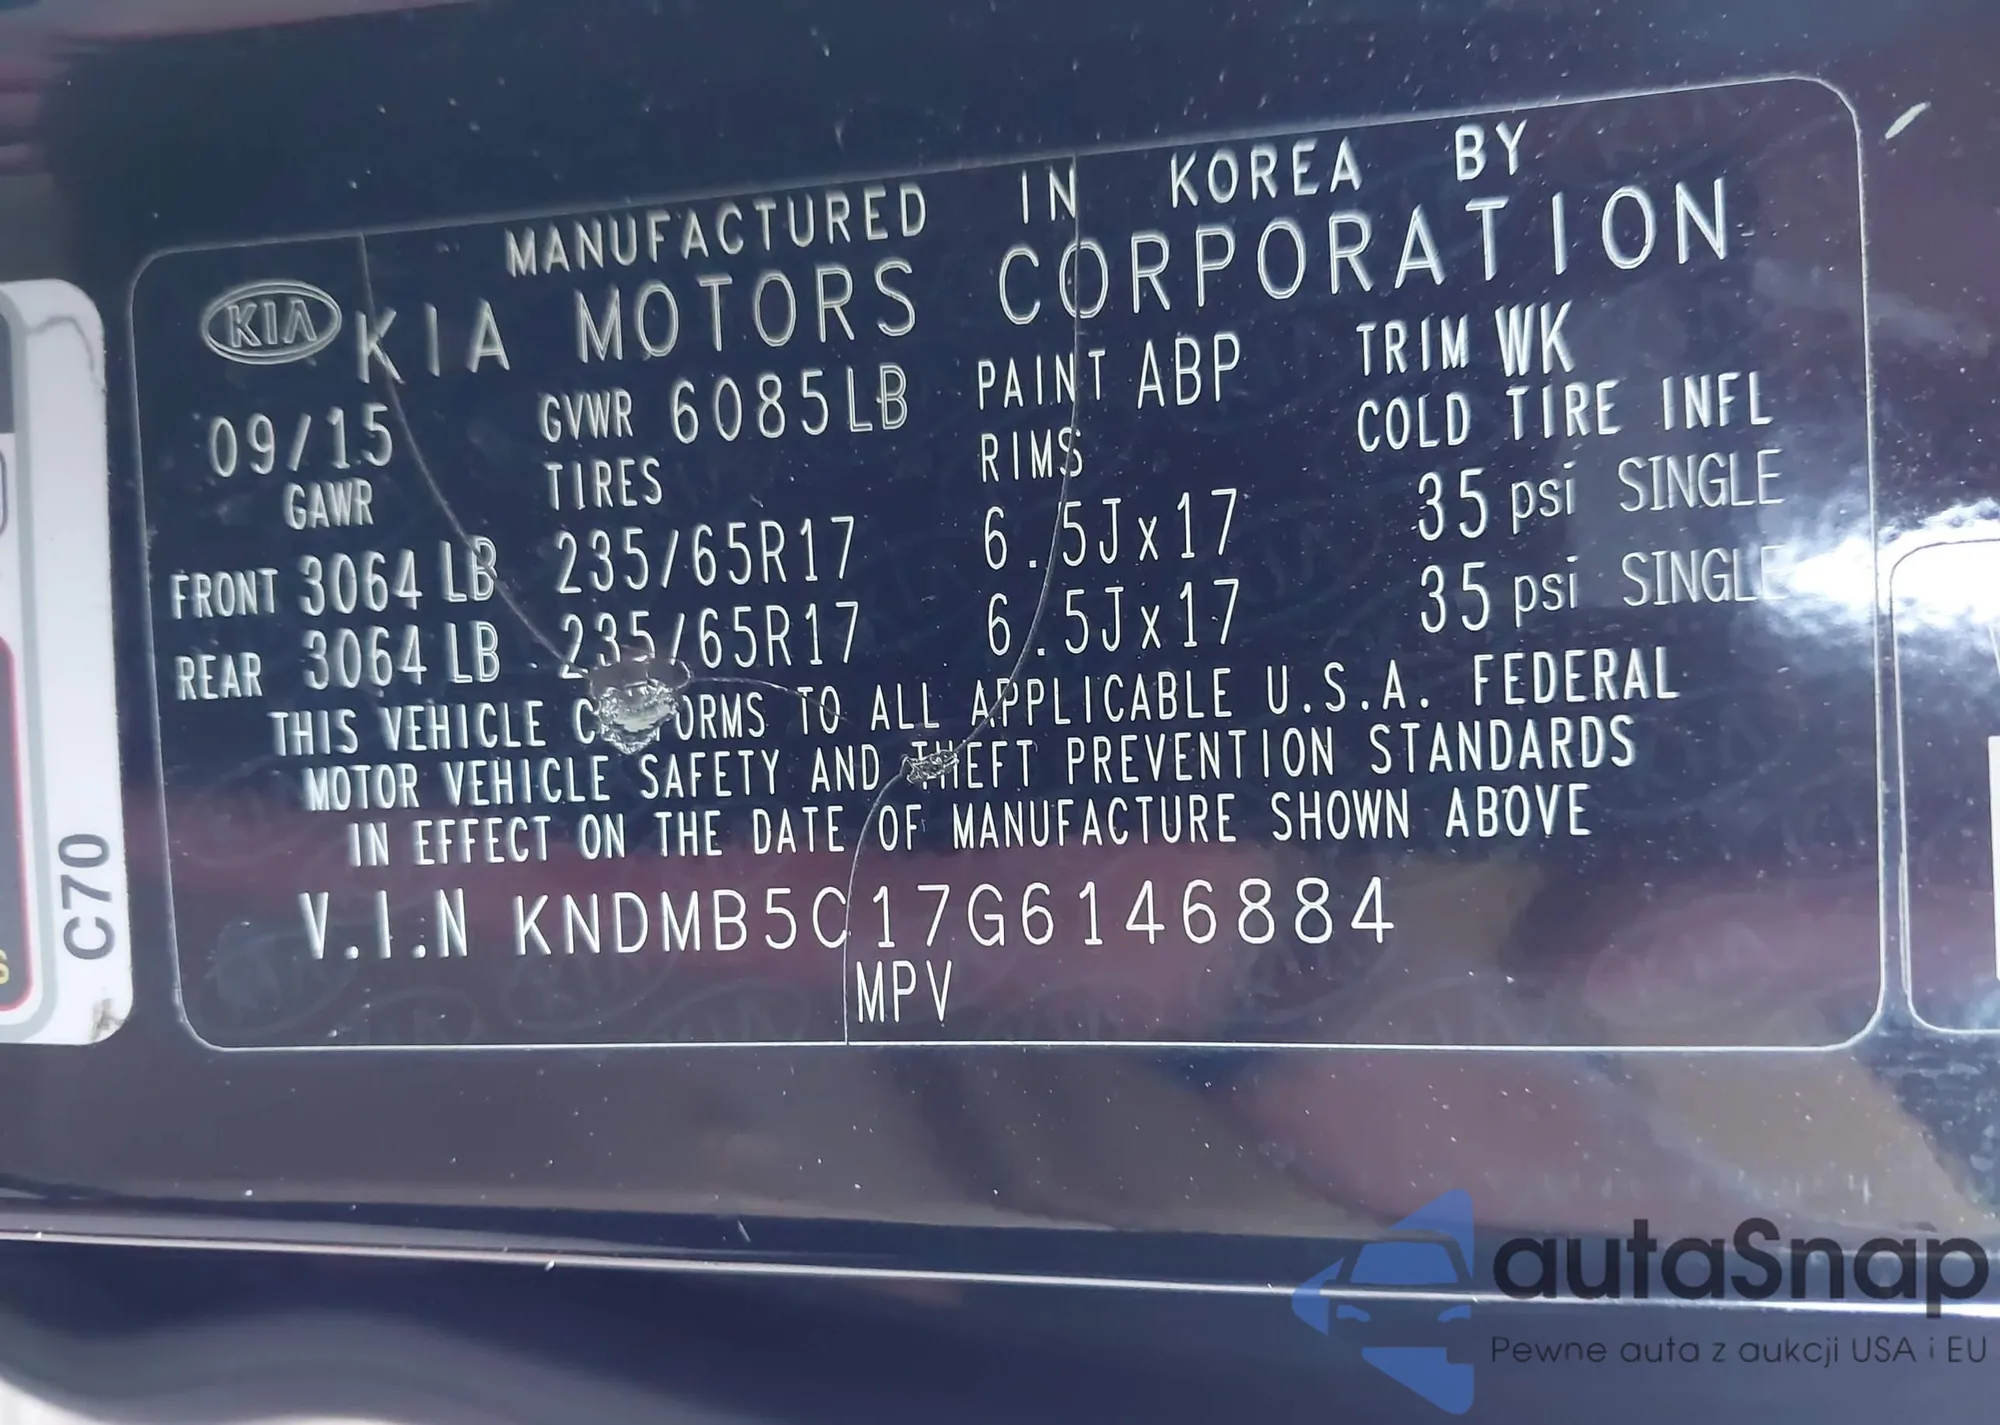 MANUFACTURED IN KOREA BY
KIA KIA MOTORS CORPORATION
09/15 GVWR 6085LB PAINT ABP TRIM WK
GAWR TIRES RIMS COLD TIRE INFL
FRONT 3064 LB 235/65R17 6.5Jx17 35 psi SINGLE
REAR 3064 LB 235/65R17 6.5Jx17 35 psi SINGLE
THIS VEHICLE TO ALL APPLICABLE U.S.A. FEDERAL
MOTOR VEHICLE SAFETY AND THEFT PREVENTION STANDARDS
IN EFFECT ON THE DATE OF MANUFACTURE SHOWN ABOVE
V.I.N KNDMB5C17G6146884
MPV
C70
autaSnap
Pewne auta z aukcji USA i EU